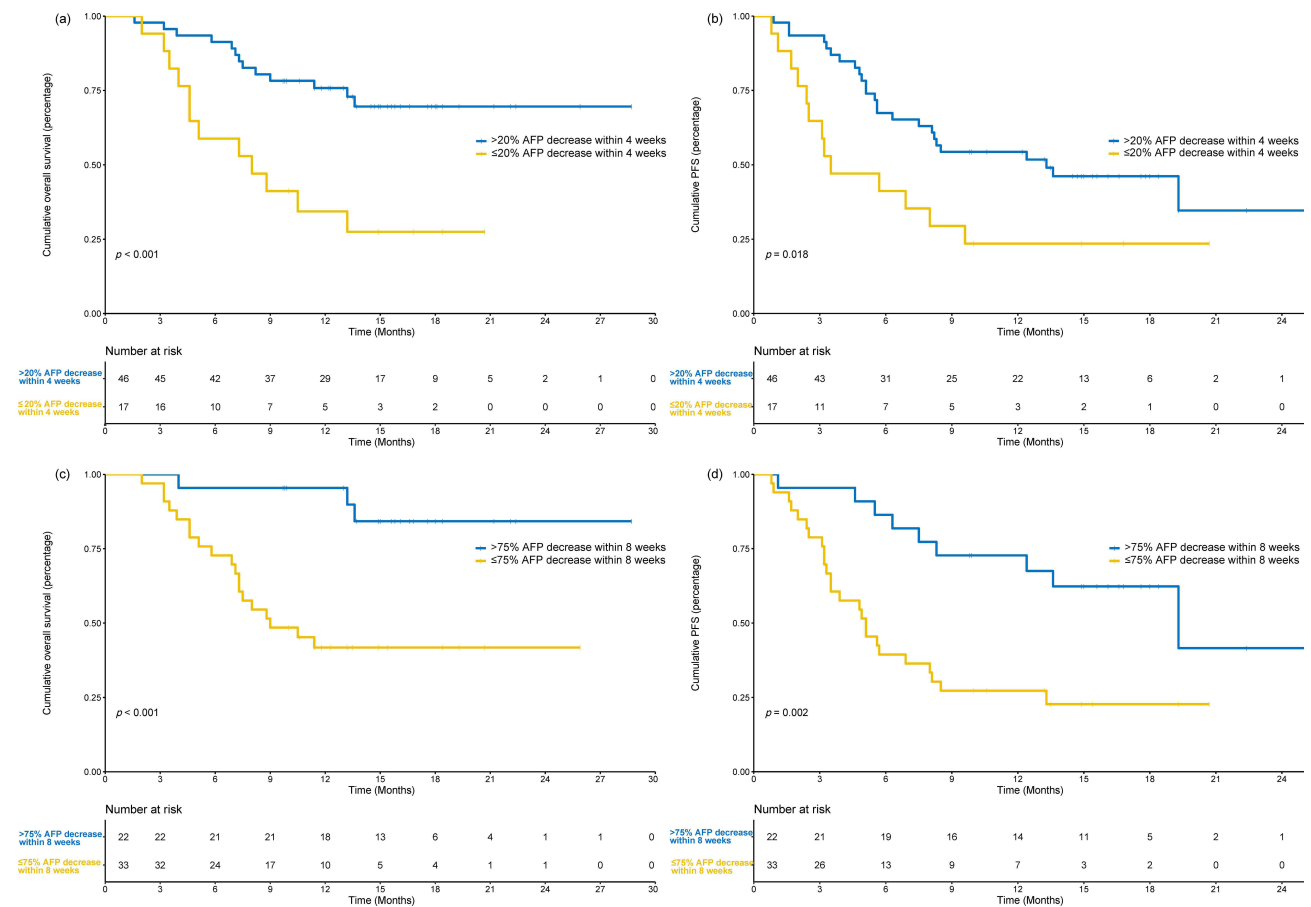 (a)
Cumulative overall survival (percentage)
1.00
0.75
0.50
0.25
0.00
>20% AFP decrease within 4 weeks
≤20% AFP decrease within 4 weeks
p < 0.001
0 3 6 9 12 15 18 21 24 27 30
Time (Months)
Number at risk
>20% AFP decrease
within 4 weeks
46 45 42 37 29 17 9 5 2 1 0
≤20% AFP decrease
within 4 weeks
17 16 10 7 5 3 2 0 0 0 0
0 3 6 9 12 15 18 21 24 27 30
Time (Months)
(b)
Cumulative PFS (percentage)
1.00
0.75
0.50
0.25
0.00
>20% AFP decrease within 4 weeks
≤20% AFP decrease within 4 weeks
p = 0.018
0 3 6 9 12 15 18 21 24
Time (Months)
Number at risk
>20% AFP decrease
within 4 weeks
46 43 31 25 22 13 6 2 1
≤20% AFP decrease
within 4 weeks
17 11 7 5 3 2 1 0 0
0 3 6 9 12 15 18 21 24
Time (Months)
(c)
Cumulative overall survival (percentage)
1.00
0.75
0.50
0.25
0.00
>75% AFP decrease within 8 weeks
≤75% AFP decrease within 8 weeks
p < 0.001
0 3 6 9 12 15 18 21 24 27 30
Time (Months)
Number at risk
>75% AFP decrease
within 8 weeks
22 22 21 21 18 13 6 4 1 1 0
≤75% AFP decrease
within 8 weeks
33 32 24 17 10 5 4 1 1 0 0
0 3 6 9 12 15 18 21 24 27 30
Time (Months)
(d)
Cumulative PFS (percentage)
1.00
0.75
0.50
0.25
0.00
>75% AFP decrease within 8 weeks
≤75% AFP decrease within 8 weeks
p = 0.002
0 3 6 9 12 15 18 21 24
Time (Months)
Number at risk
>75% AFP decrease
within 8 weeks
22 21 19 16 14 11 5 2 1
≤75% AFP decrease
within 8 weeks
33 26 13 9 7 3 2 0 0
0 3 6 9 12 15 18 21 24
Time (Months)